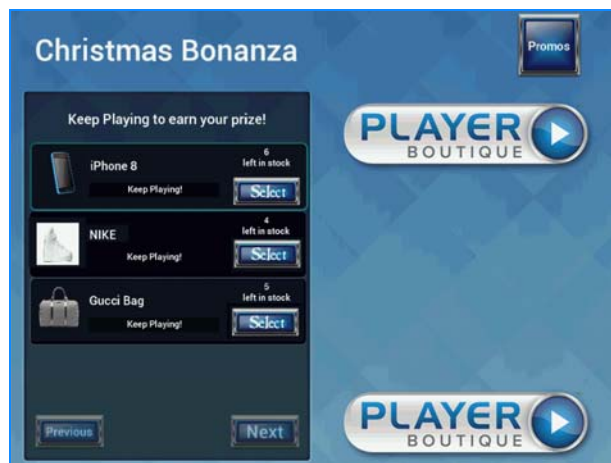 Christmas Bonanza
Promos
Keep Playing to earn your prize!
iPhone 8
6
left in stock
Keep Playing!
Select
NIKE
4
left in stock
Keep Playing!
Select
Gucci Bag
5
left in stock
Keep Playing!
Select
Previous
Next
PLAYER
BOUTIQUE
PLAYER
BOUTIQUE